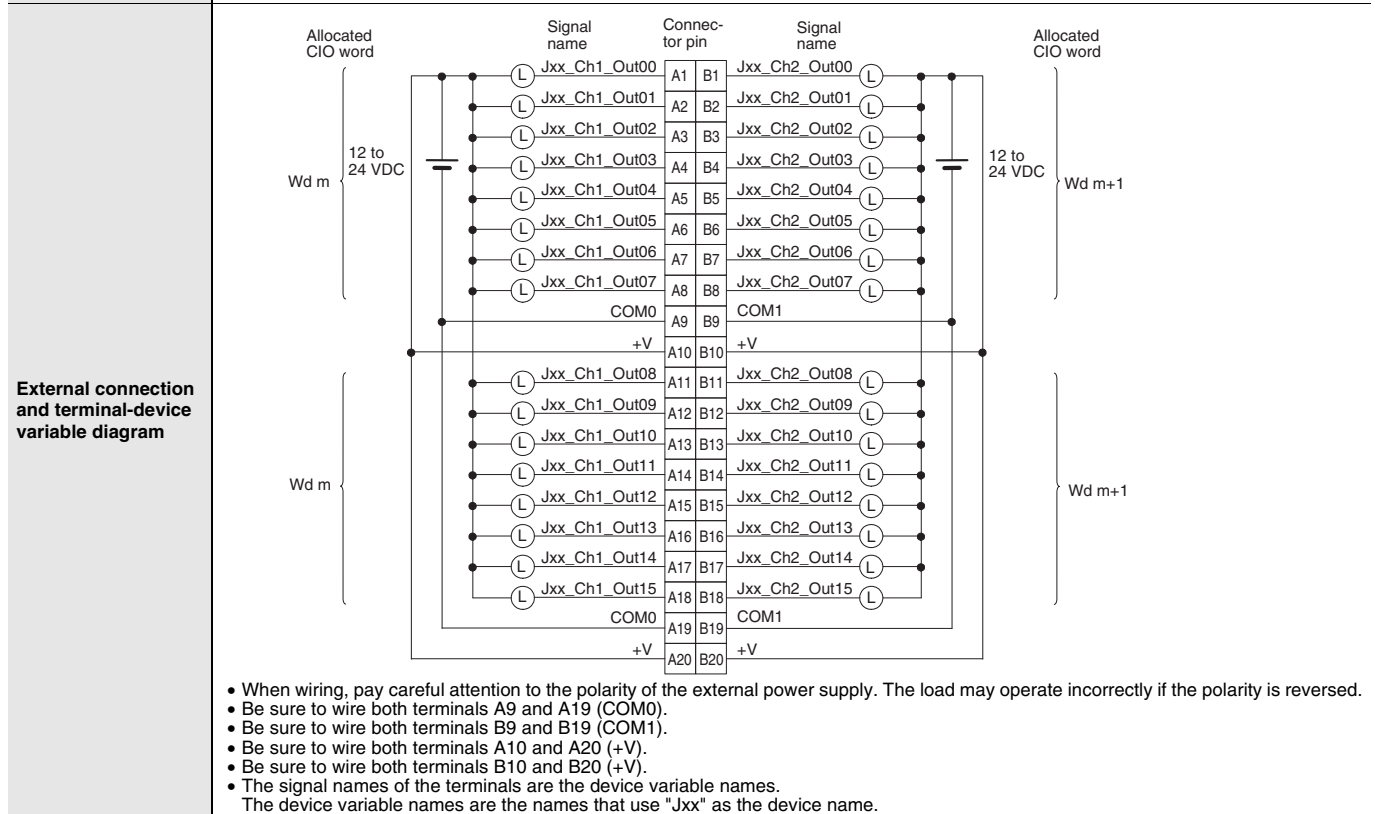 External connection
and terminal-device
variable diagram
Allocated
CIO word
Signal
name
Connec-
tor pin
Signal
name
Allocated
CIO word
L Jxx_Ch1_Out00 A1 B1 Jxx_Ch2_Out00 L
L Jxx_Ch1_Out01 A2 B2 Jxx_Ch2_Out01 L
L Jxx_Ch1_Out02 A3 B3 Jxx_Ch2_Out02 L
12 to
24 VDC
L Jxx_Ch1_Out03 A4 B4 Jxx_Ch2_Out03 L
12 to
24 VDC
Wd m
Wd m+1
L Jxx_Ch1_Out04 A5 B5 Jxx_Ch2_Out04 L
L Jxx_Ch1_Out05 A6 B6 Jxx_Ch2_Out05 L
L Jxx_Ch1_Out06 A7 B7 Jxx_Ch2_Out06 L
L Jxx_Ch1_Out07 A8 B8 Jxx_Ch2_Out07 L
COM0 A9 B9 COM1
+V A10 B10 +V
L Jxx_Ch1_Out08 A11 B11 Jxx_Ch2_Out08 L
L Jxx_Ch1_Out09 A12 B12 Jxx_Ch2_Out09 L
L Jxx_Ch1_Out10 A13 B13 Jxx_Ch2_Out10 L
L Jxx_Ch1_Out11 A14 B14 Jxx_Ch2_Out11 L
Wd m
Wd m+1
L Jxx_Ch1_Out12 A15 B15 Jxx_Ch2_Out12 L
L Jxx_Ch1_Out13 A16 B16 Jxx_Ch2_Out13 L
L Jxx_Ch1_Out14 A17 B17 Jxx_Ch2_Out14 L
L Jxx_Ch1_Out15 A18 B18 Jxx_Ch2_Out15 L
COM0 A19 B19 COM1
+V A20 B20 +V
• When wiring, pay careful attention to the polarity of the external power supply. The load may operate incorrectly if the polarity is reversed.
• Be sure to wire both terminals A9 and A19 (COM0).
• Be sure to wire both terminals B9 and B19 (COM1).
• Be sure to wire both terminals A10 and A20 (+V).
• Be sure to wire both terminals B10 and B20 (+V).
• The signal names of the terminals are the device variable names.
The device variable names are the names that use "Jxx" as the device name.